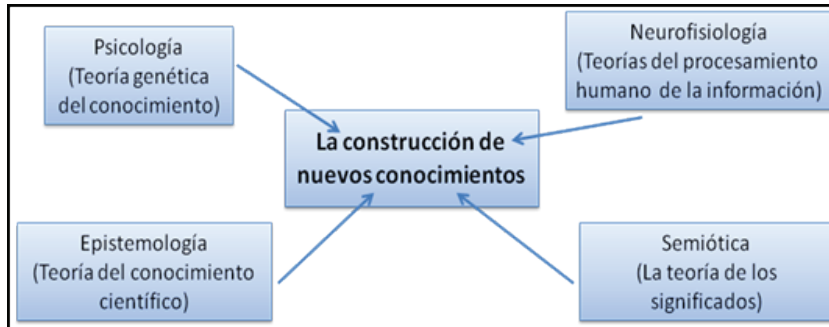 Psicología
(Teoría genética
del conocimiento)
Neurofisiología
(Teorías del procesamiento
humano de la información)
La construcción de
nuevos conocimientos
Epistemología
(Teoría del conocimiento
científico)
Semiótica
(La teoría de los
significados)